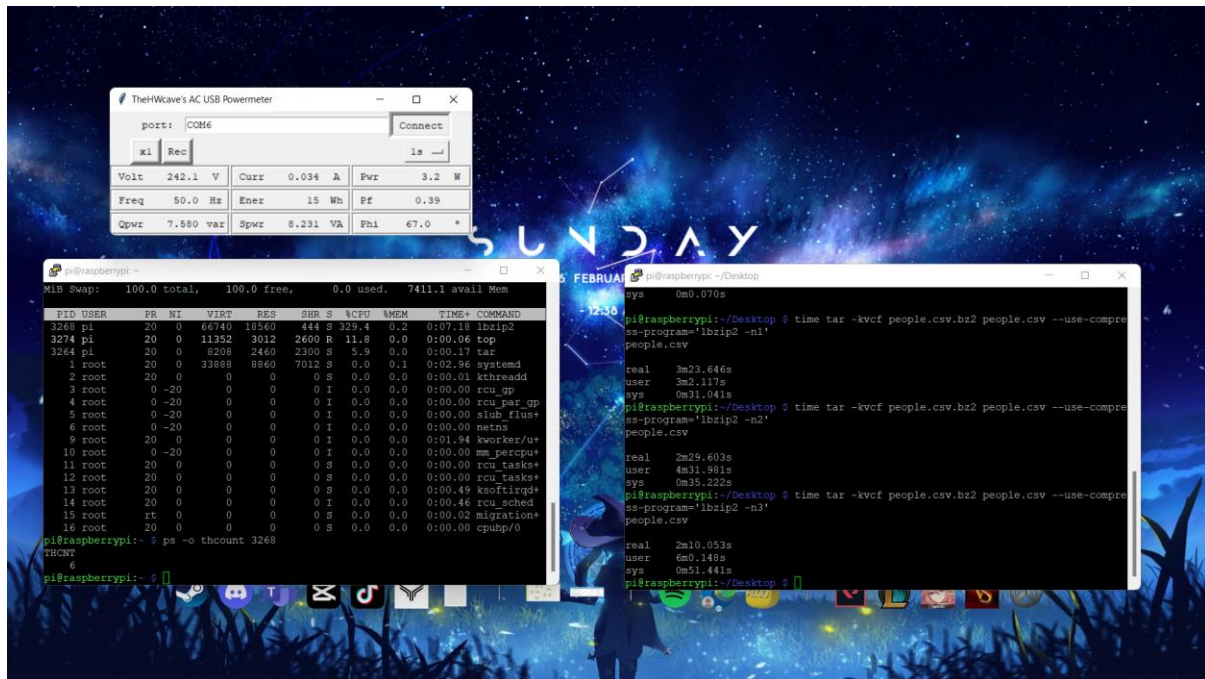 TheHWcave's AC USB Powermeter
port: COM6 Connect
x1 Rec 1s
Volt 242.1 V Curr 0.034 A Pwr 3.2 W
Freq 50.0 Hz Ener 15 Wh Pf 0.39
Qpwr 7.580 var Spwr 8.231 VA Phi 67.0 °
SUNDAY
FEBRUAR
- 12:38
pi@raspberrypi: ~
MiB Swap: 100.0 total, 100.0 free, 0.0 used. 7411.1 avail Mem
PID USER PR NI VIRT RES SHR S %CPU %MEM TIME+ COMMAND
3268 pi 20 0 66740 18560 444 S 329.4 0.2 0:07.18 lbzip2
3274 pi 20 0 11352 3012 2600 R 11.8 0.0 0:00.06 top
3264 pi 20 0 8208 2460 2300 S 5.9 0.0 0:00.17 tar
1 root 20 0 33888 8860 7012 S 0.0 0.1 0:02.96 systemd
2 root 20 0 0 0 0 S 0.0 0.0 0:00.01 kthreadd
3 root 0 -20 0 0 0 I 0.0 0.0 0:00.00 rcu_gp
4 root 0 -20 0 0 0 I 0.0 0.0 0:00.00 rcu_par_gp
5 root 0 -20 0 0 0 I 0.0 0.0 0:00.00 slub_flus+
6 root 0 -20 0 0 0 I 0.0 0.0 0:00.00 netns
9 root 20 0 0 0 0 I 0.0 0.0 0:01.94 kworker/u+
10 root 0 -20 0 0 0 I 0.0 0.0 0:00.00 mm_percpu+
11 root 20 0 0 0 0 S 0.0 0.0 0:00.00 rcu_tasks+
12 root 20 0 0 0 0 S 0.0 0.0 0:00.00 rcu_tasks+
13 root 20 0 0 0 0 S 0.0 0.0 0:00.49 ksoftirqd+
14 root 20 0 0 0 0 I 0.0 0.0 0:00.46 rcu_sched
15 root rt 0 0 0 0 S 0.0 0.0 0:00.02 migration+
16 root 20 0 0 0 0 S 0.0 0.0 0:00.00 cpuhp/0
pi@raspberrypi:~ $ ps -o thcount 3268
THCNT
6
pi@raspberrypi:~ $
pi@raspberrypi: ~/Desktop
sys 0m0.070s
pi@raspberrypi:~/Desktop $ time tar -kvcf people.csv.bz2 people.csv --use-compre
ss-program='lbzip2 -n1'
people.csv
real 3m23.646s
user 3m2.117s
sys 0m31.041s
pi@raspberrypi:~/Desktop $ time tar -kvcf people.csv.bz2 people.csv --use-compre
ss-program='lbzip2 -n2'
people.csv
real 2m29.603s
user 4m31.981s
sys 0m35.222s
pi@raspberrypi:~/Desktop $ time tar -kvcf people.csv.bz2 people.csv --use-compre
ss-program='lbzip2 -n3'
people.csv
real 2m10.053s
user 6m0.148s
sys 0m51.441s
pi@raspberrypi:~/Desktop $